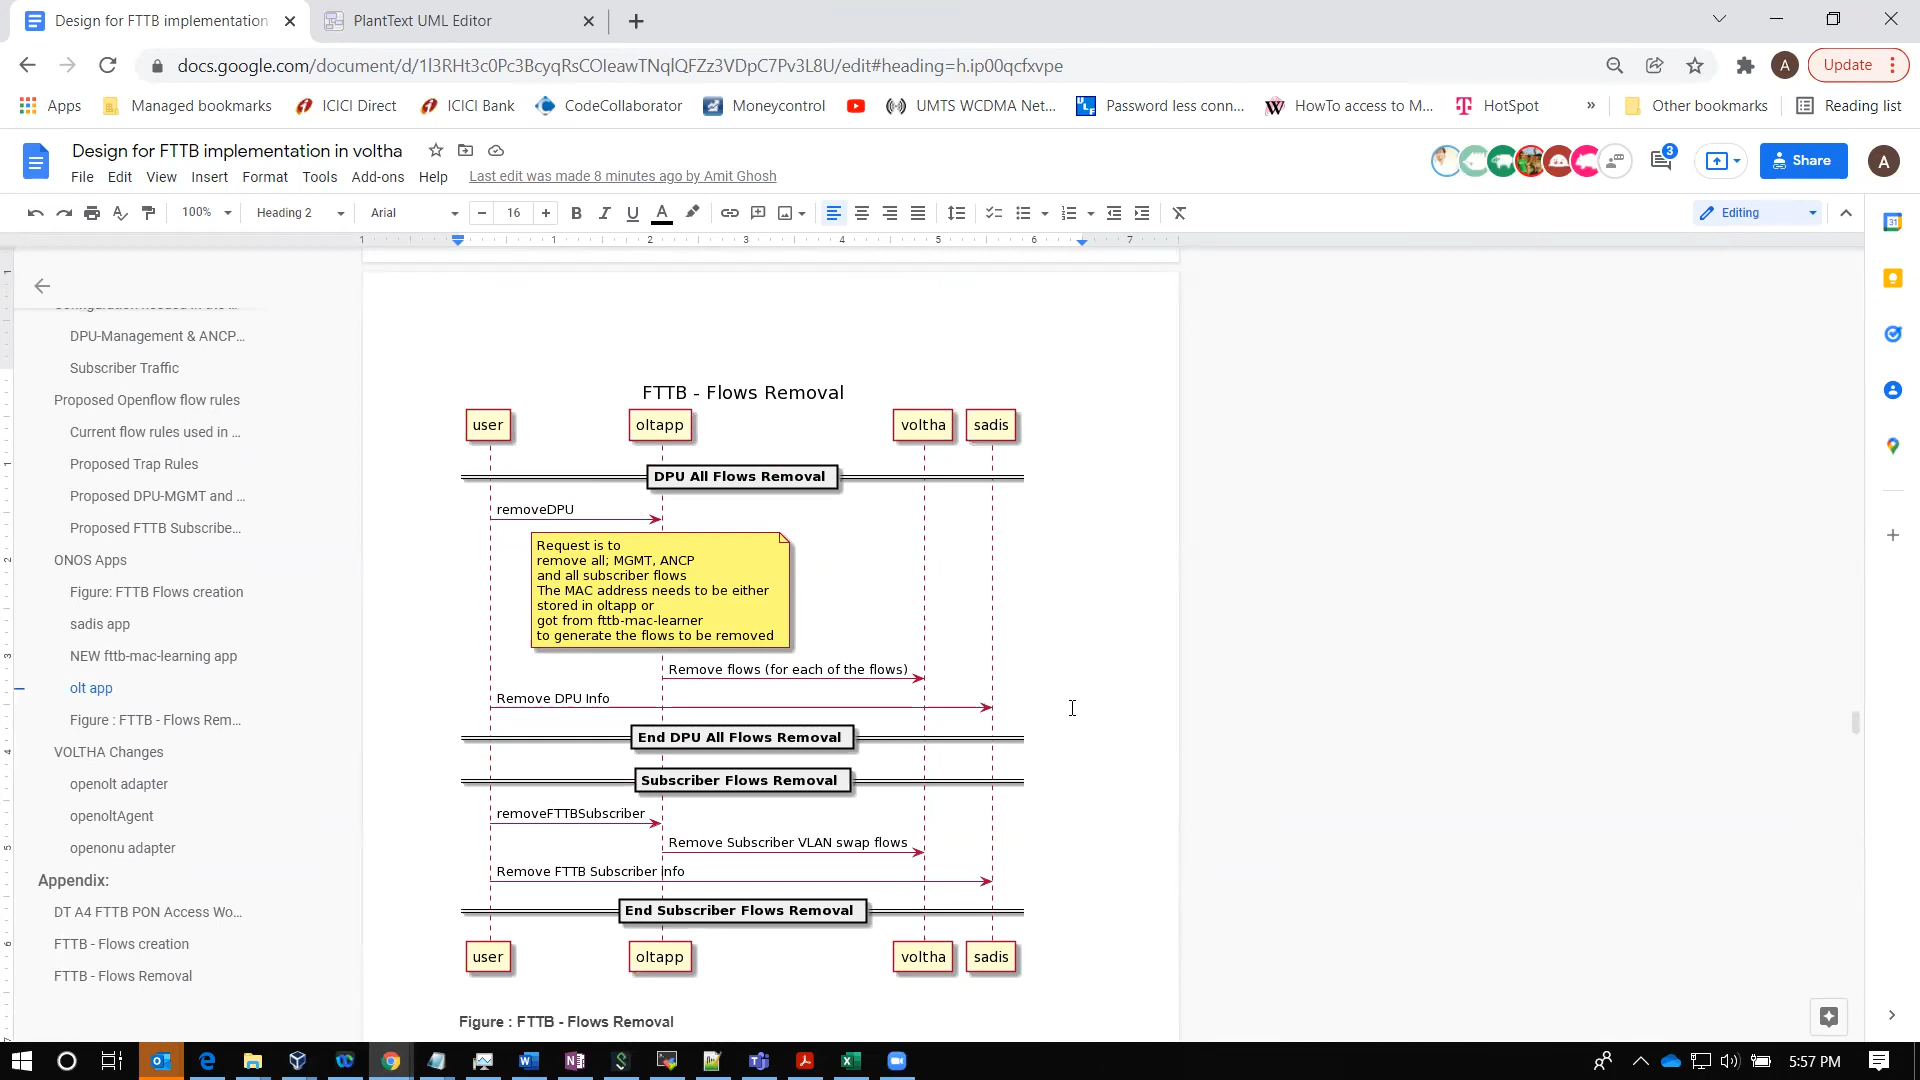 Design for FTTB implementation
PlantText UML Editor
docs.google.com/document/d/1l3RHt3c0Pc3BcyqRsCOIeawTNqlQFZz3VDpC7Pv3L8U/edit#heading=h.ip00qcfxvpe
A
Update
Apps
Managed bookmarks
ICICI Direct
ICICI Bank
CodeCollaborator
Moneycontrol
UMTS WCDMA Net...
Password less conn...
HowTo access to M...
HotSpot
»
Other bookmarks
Reading list
Design for FTTB implementation in voltha
File Edit View Insert Format Tools Add-ons Help
Last edit was made 8 minutes ago by Amit Ghosh
3
Share
A
100%
Heading 2
Arial
16
Editing
1 1 2 3 4 5 6 7
DPU-Management & ANCP...
Subscriber Traffic
Proposed Openflow flow rules
Current flow rules used in ...
Proposed Trap Rules
Proposed DPU-MGMT and ...
Proposed FTTB Subscribe...
ONOS Apps
Figure: FTTB Flows creation
sadis app
NEW fttb-mac-learning app
olt app
Figure : FTTB - Flows Rem...
VOLTHA Changes
openolt adapter
openoltAgent
openonu adapter
Appendix:
DT A4 FTTB PON Access Wo...
FTTB - Flows creation
FTTB - Flows Removal
FTTB - Flows Removal
user oltapp voltha sadis
DPU All Flows Removal
removeDPU
Request is to
remove all; MGMT, ANCP
and all subscriber flows
The MAC address needs to be either
stored in oltapp or
got from fttb-mac-learner
to generate the flows to be removed
Remove flows (for each of the flows)
Remove DPU Info
End DPU All Flows Removal
Subscriber Flows Removal
removeFTTBSubscriber
Remove Subscriber VLAN swap flows
Remove FTTB Subscriber info
End Subscriber Flows Removal
user oltapp voltha sadis
Figure : FTTB - Flows Removal
5:57 PM